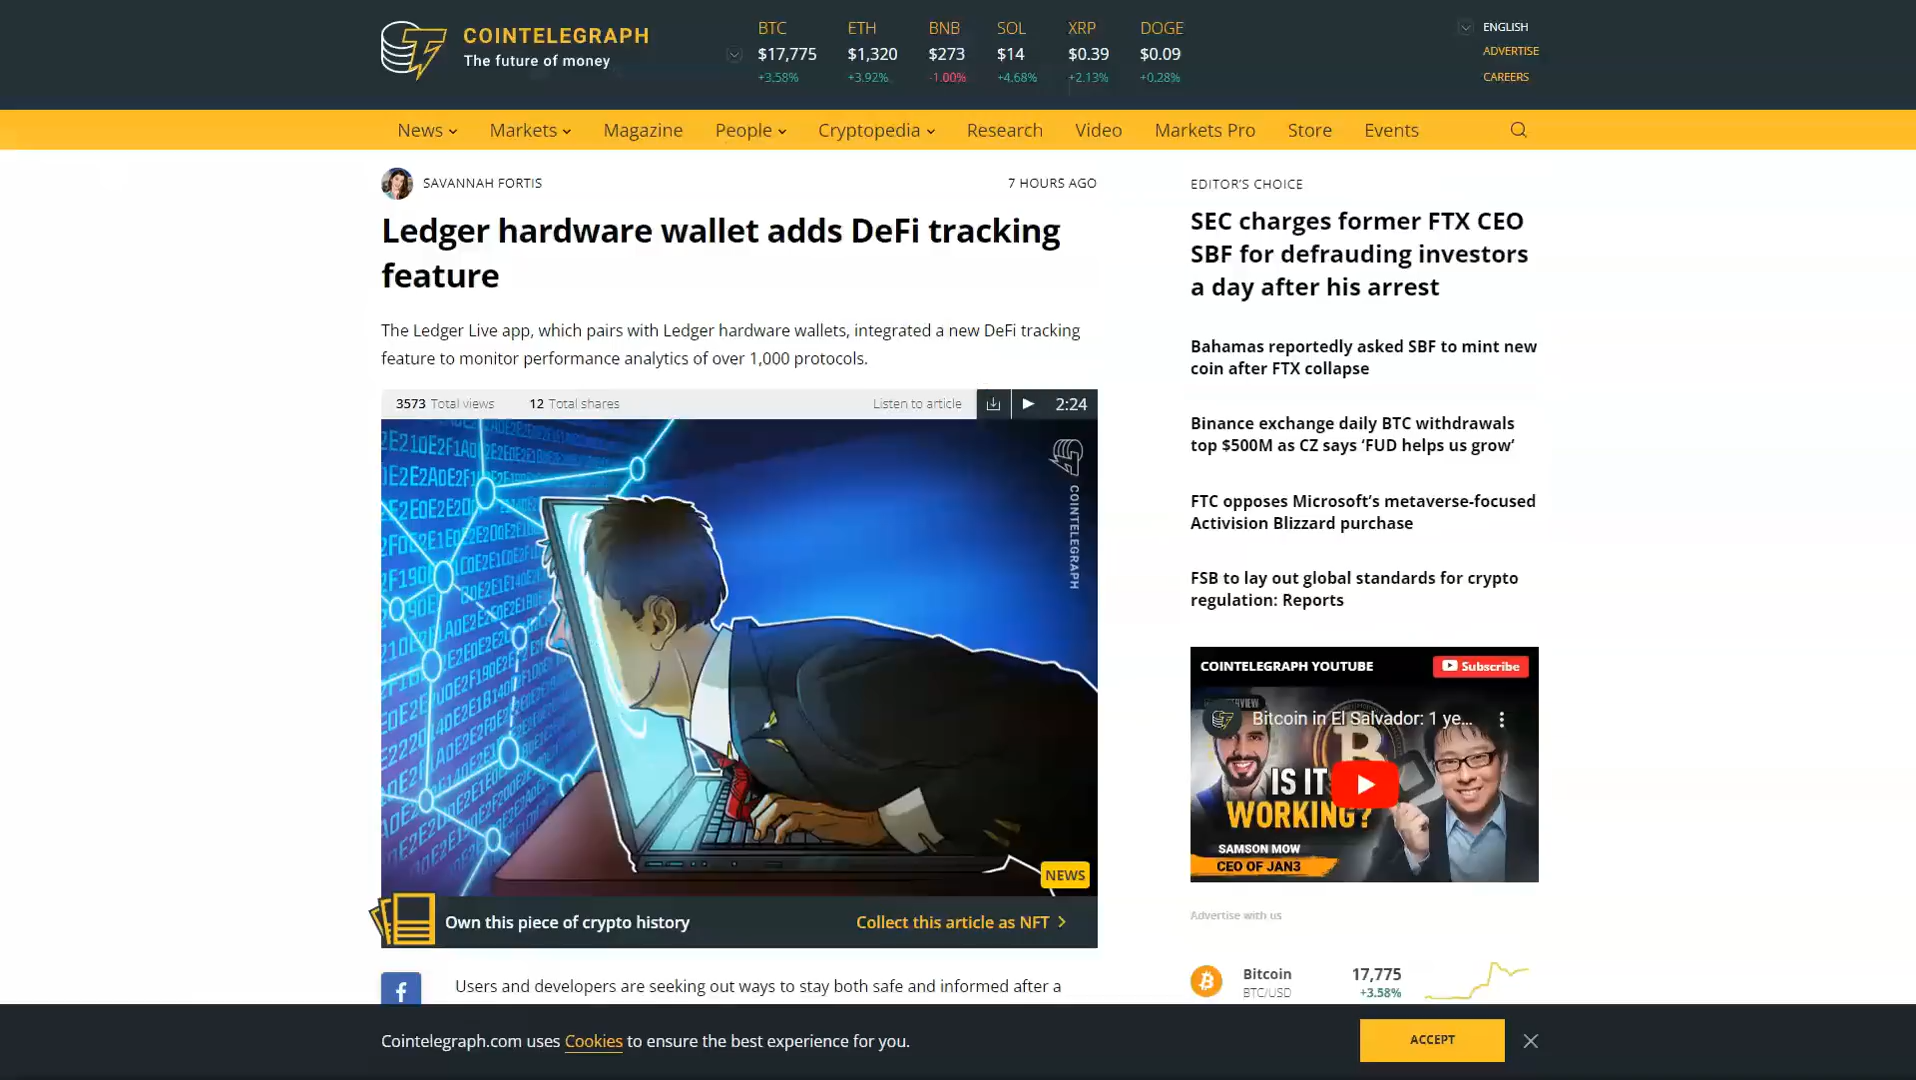 COINTELEGRAPH
The future of money
BTC
$17,775
+3.58%
ETH
$1,320
+3.92%
BNB
$273
-1.00%
SOL
$14
+4.68%
XRP
$0.39
+2.13%
DOGE
$0.09
+0.28%
ENGLISH
ADVERTISE
CAREERS
News Markets Magazine People Cryptopedia Research Video Markets Pro Store Events
SAVANNAH FORTIS 7 HOURS AGO
Ledger hardware wallet adds DeFi tracking
feature
The Ledger Live app, which pairs with Ledger hardware wallets, integrated a new DeFi tracking
feature to monitor performance analytics of over 1,000 protocols.
3573 Total views 12 Total shares Listen to article 2:24
COINTELEGRAPH
NEWS
Own this piece of crypto history Collect this article as NFT
Users and developers are seeking out ways to stay both safe and informed after a
EDITOR'S CHOICE
SEC charges former FTX CEO
SBF for defrauding investors
a day after his arrest
Bahamas reportedly asked SBF to mint new
coin after FTX collapse
Binance exchange daily BTC withdrawals
top $500M as CZ says ‘FUD helps us grow’
FTC opposes Microsoft’s metaverse-focused
Activision Blizzard purchase
FSB to lay out global standards for crypto
regulation: Reports
COINTELEGRAPH YOUTUBE Subscribe
Bitcoin in El Salvador: 1 ye...
IS IT
WORKING?
SAMSON MOW
CEO OF JAN3
Advertise with us
Bitcoin 17,775
BTC/USD +3.58%
Cointelegraph.com uses Cookies to ensure the best experience for you.
ACCEPT